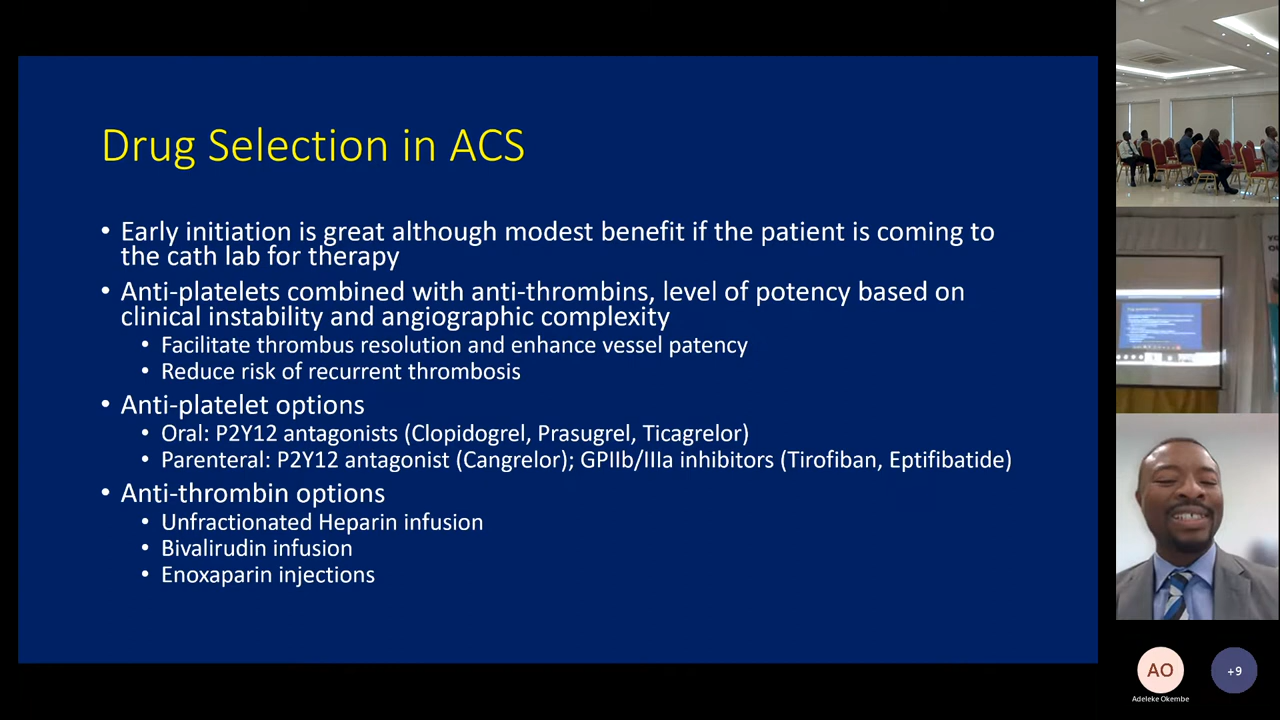 Drug Selection in ACS
• Early initiation is great although modest benefit if the patient is coming to
the cath lab for therapy
• Anti-platelets combined with anti-thrombins, level of potency based on
clinical instability and angiographic complexity
• Facilitate thrombus resolution and enhance vessel patency
• Reduce risk of recurrent thrombosis
• Anti-platelet options
• Oral: P2Y12 antagonists (Clopidogrel, Prasugrel, Ticagrelor)
• Parenteral: P2Y12 antagonist (Cangrelor); GPIIb/IIIa inhibitors (Tirofiban, Eptifibatide)
• Anti-thrombin options
• Unfractionated Heparin infusion
• Bivalirudin infusion
• Enoxaparin injections
AO
+9
Adeleke Okembe